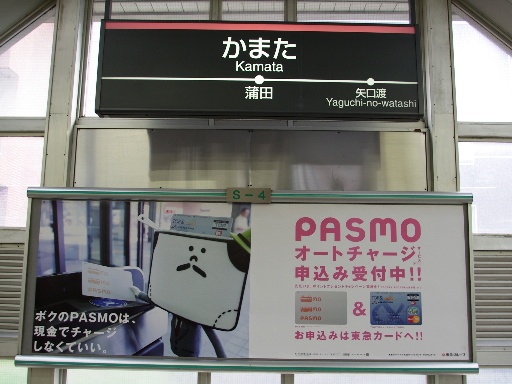 かまた
Kamata
蒲田
矢口渡
Yaguchi-no-watashi
S-4
ボクのPASMOは、
現金でチャージ
しなくていい。
PASMO
オートチャージ
申込み受付中!!
&
お申込みは東急カードへ!!